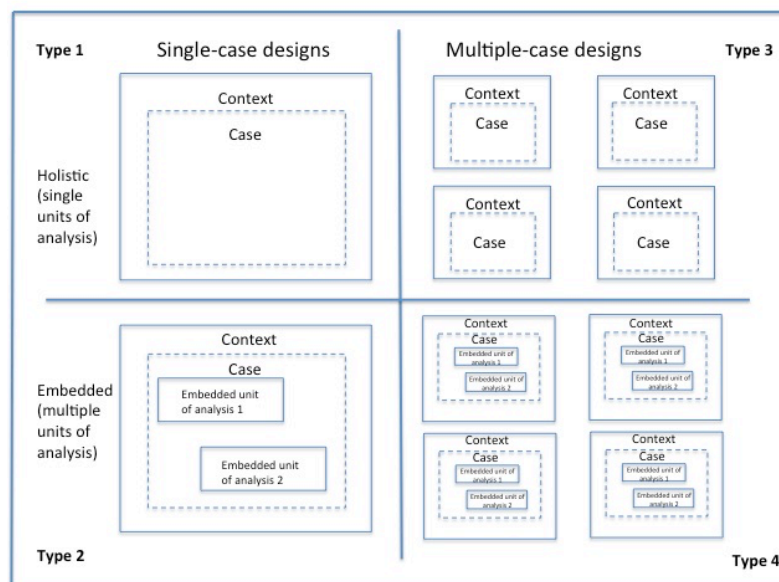 Type 1
Single-case designs
Multiple-case designs
Type 3
Holistic
(single
units of
analysis)
Context
Case
Context
Case
Context
Case
Context
Case
Context
Case
Embedded
(multiple
units of
analysis)
Context
Case
Embedded unit
of analysis 1
Embedded unit
of analysis 2
Context
Case
Embedded unit of
analysis 1
Embedded unit of
analysis 2
Context
Case
Embedded unit of
analysis 1
Embedded unit of
analysis 2
Context
Case
Embedded unit of
analysis 1
Embedded unit of
analysis 2
Context
Case
Embedded unit of
analysis 1
Embedded unit of
analysis 2
Type 2
Type 4